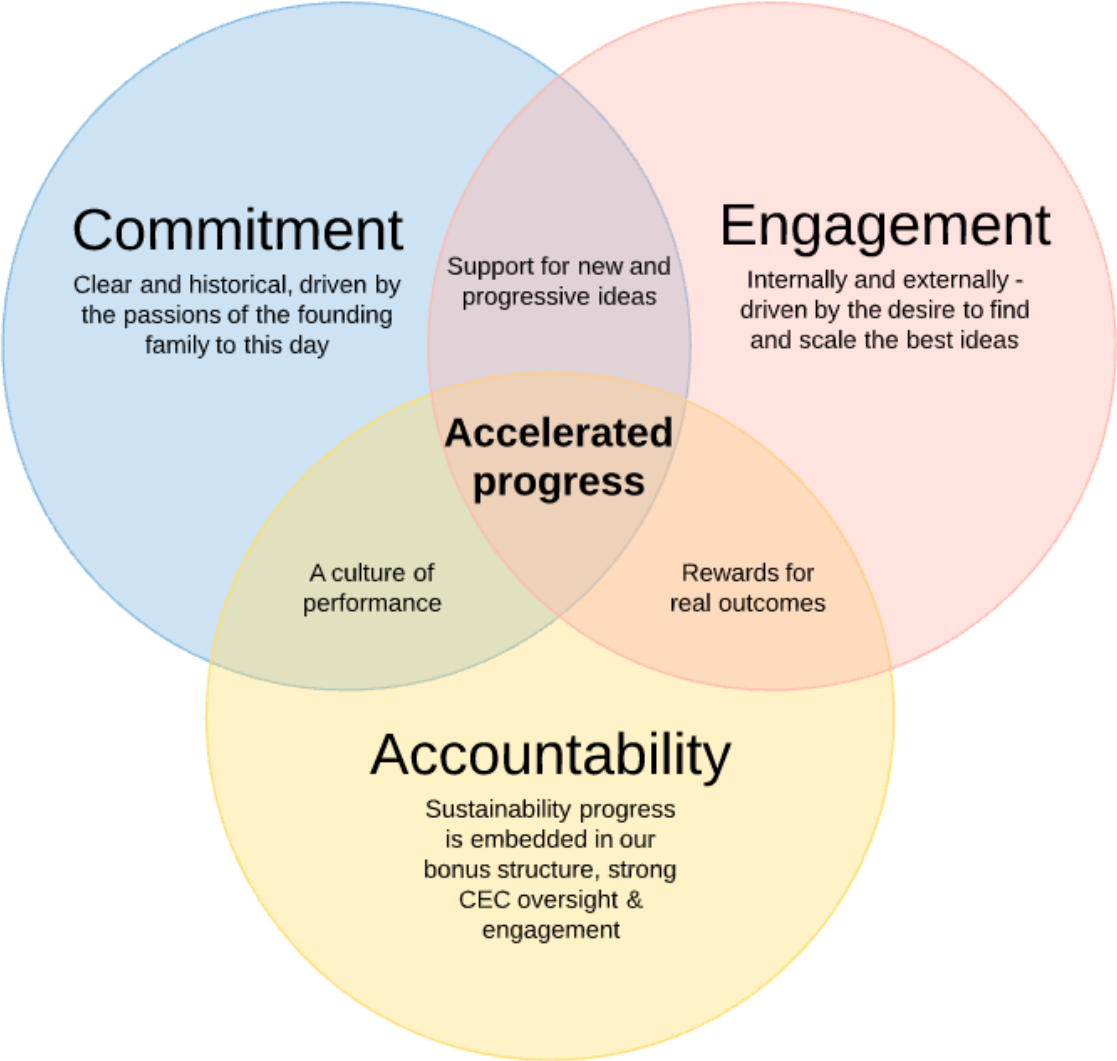 Commitment
Clear and historical, driven by
the passions of the founding
family to this day
Support for new and
progressive ideas
Engagement
Internally and externally -
driven by the desire to find
and scale the best ideas
Accelerated
progress
A culture of
performance
Rewards for
real outcomes
Accountability
Sustainability progress
is embedded in our
bonus structure, strong
CEC oversight &
engagement